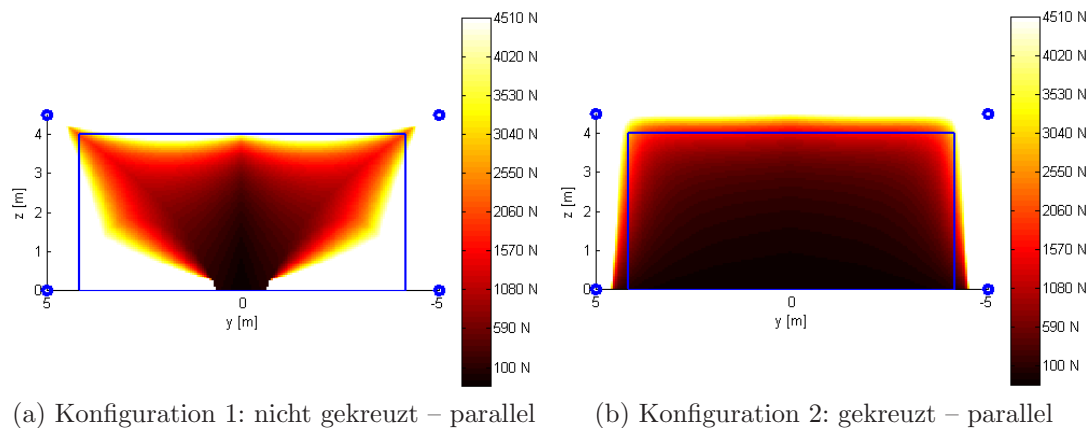 4510 N
4020 N
3530 N
3040 N
2550 N
2060 N
1570 N
1080 N
590 N
100 N
4
3
2
1
0
z [m]
5
0
-5
y [m]
4510 N
4020 N
3530 N
3040 N
2550 N
2060 N
1570 N
1080 N
590 N
100 N
4
3
2
1
0
z [m]
5
0
-5
y [m]
(a) Konfiguration 1: nicht gekreuzt – parallel
(b) Konfiguration 2: gekreuzt – parallel